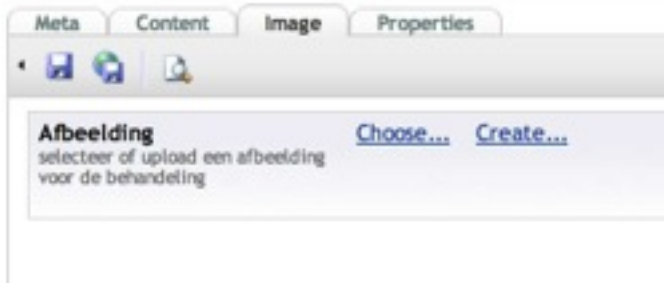 Meta Content Image Properties
Afbeelding Choose... Create...
selecteer of upload een afbeelding
voor de behandeling